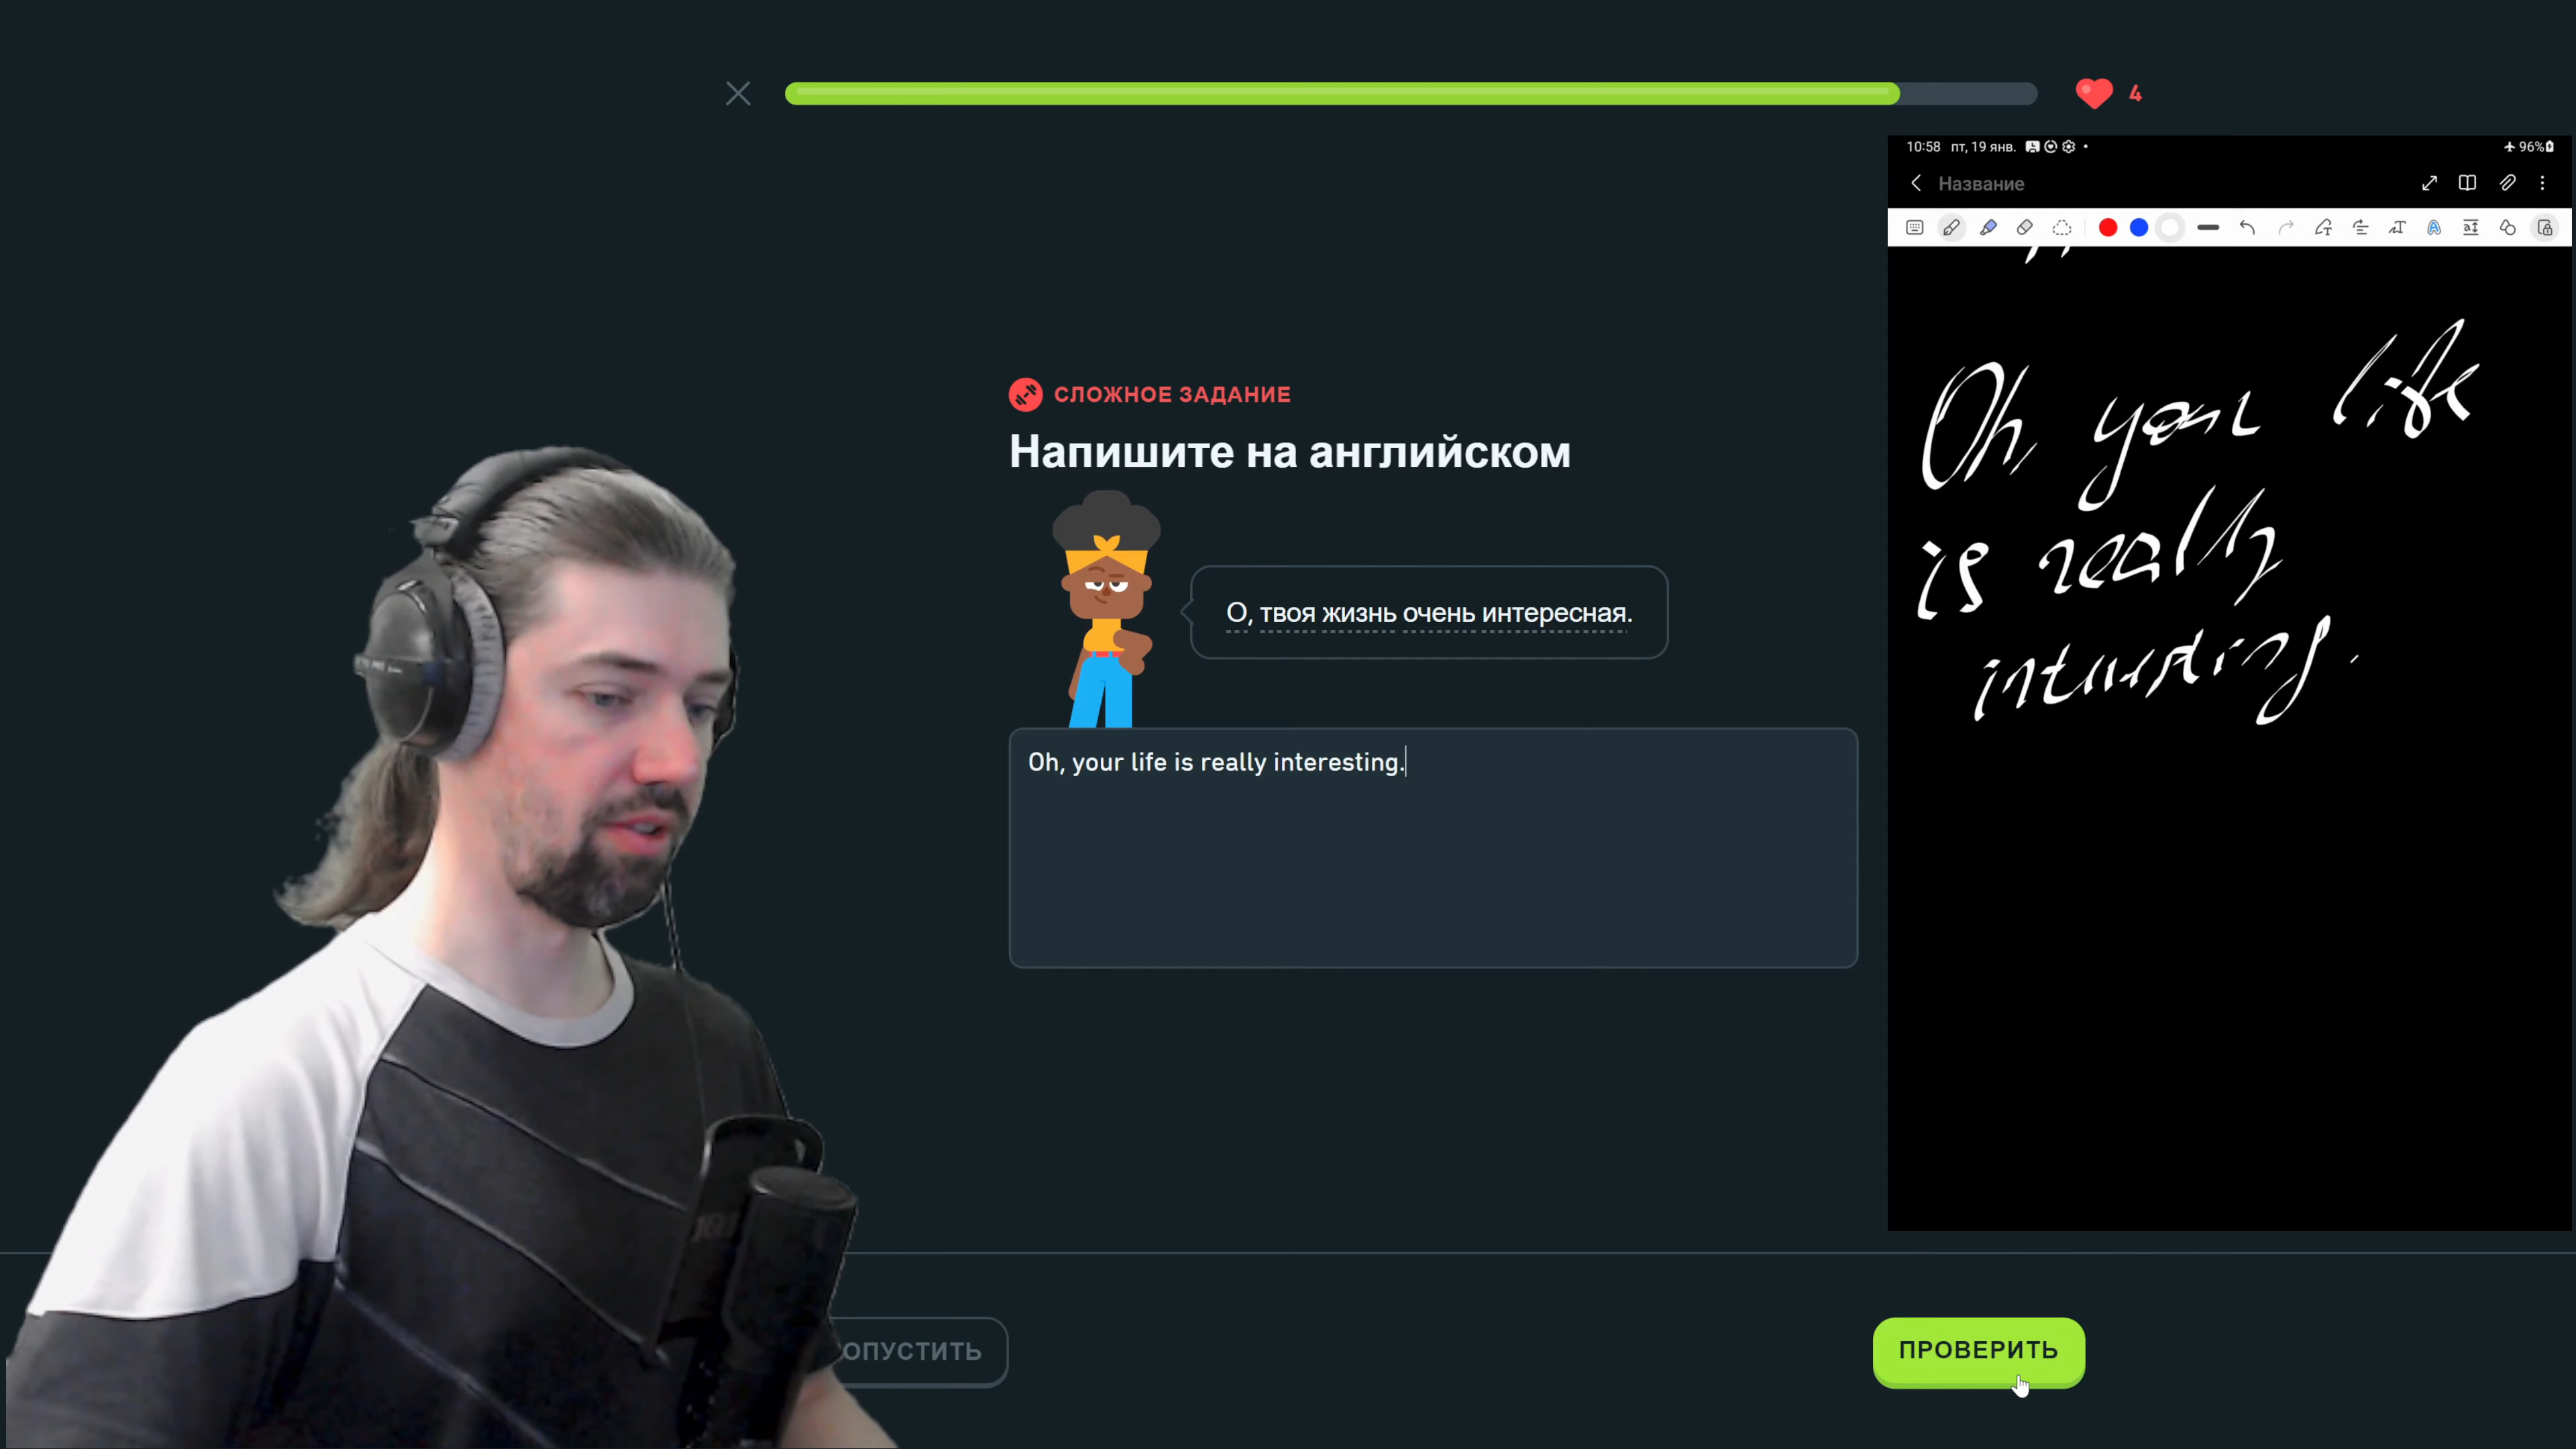 4
10:58 пт, 19 янв.
96%
Название
СЛОЖНОЕ ЗАДАНИЕ
Напишите на английском
О, твоя жизнь очень интересная.
Oh, your life is really interesting.
Oh, your life
is really
interesting.
ОПУСТИТЬ
ПРОВЕРИТЬ